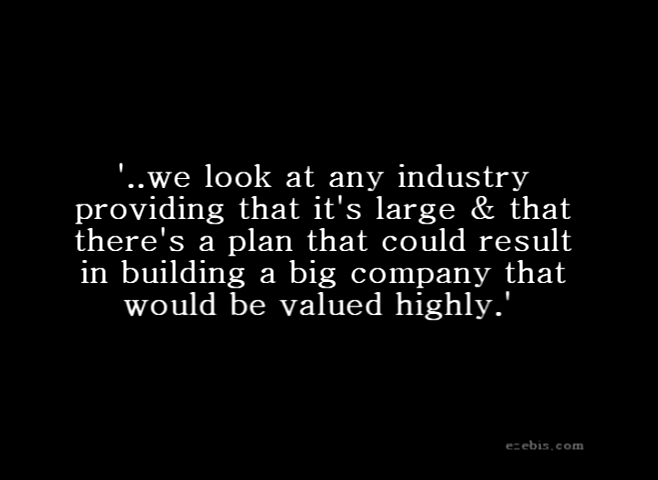 '..we look at any industry
providing that it's large & that
there's a plan that could result
in building a big company that
would be valued highly.'
ezebis.com